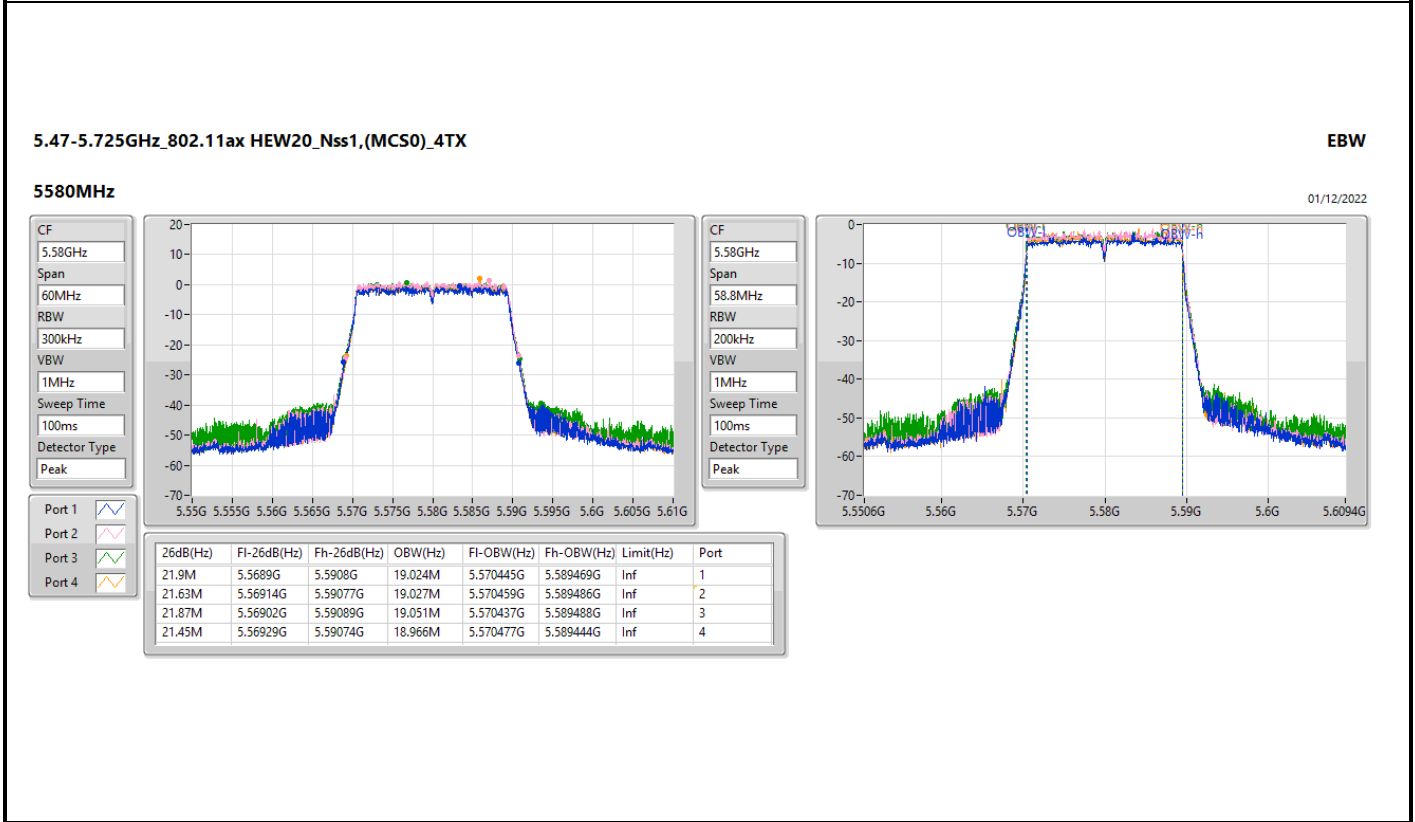 5.47-5.725GHz_802.11ax HEW20_Nss1,(MCS0)_4TX
EBW
5580MHz
01/12/2022
CF
5.58GHz
Span
60MHz
RBW
300kHz
VBW
1MHz
Sweep Time
100ms
Detector Type
Peak
20
10
0
-10
-20
-30
-40
-50
-60
-70
5.55G 5.555G 5.56G 5.565G 5.57G 5.575G 5.58G 5.585G 5.59G 5.595G 5.6G 5.605G 5.61G
CF
5.58GHz
Span
58.8MHz
RBW
200kHz
VBW
1MHz
Sweep Time
100ms
Detector Type
Peak
OBW-l OBW-h
0
-10
-20
-30
-40
-50
-60
-70
5.5506G 5.56G 5.57G 5.58G 5.59G 5.6G 5.6094G
Port 1
Port 2
Port 3
Port 4
26dB(Hz) Fl-26dB(Hz) Fh-26dB(Hz) OBW(Hz) Fl-OBW(Hz) Fh-OBW(Hz) Limit(Hz) Port
21.9M 5.5689G 5.5908G 19.024M 5.570445G 5.589469G Inf 1
21.63M 5.56914G 5.59077G 19.027M 5.570459G 5.589486G Inf 2
21.87M 5.56902G 5.59089G 19.051M 5.570437G 5.589488G Inf 3
21.45M 5.56929G 5.59074G 18.966M 5.570477G 5.589444G Inf 4